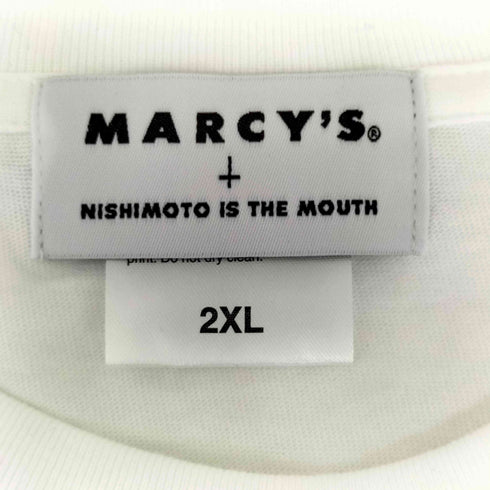 MARCY'S®
+
NISHIMOTO IS THE MOUTH
print. Do not dry clean.
2XL